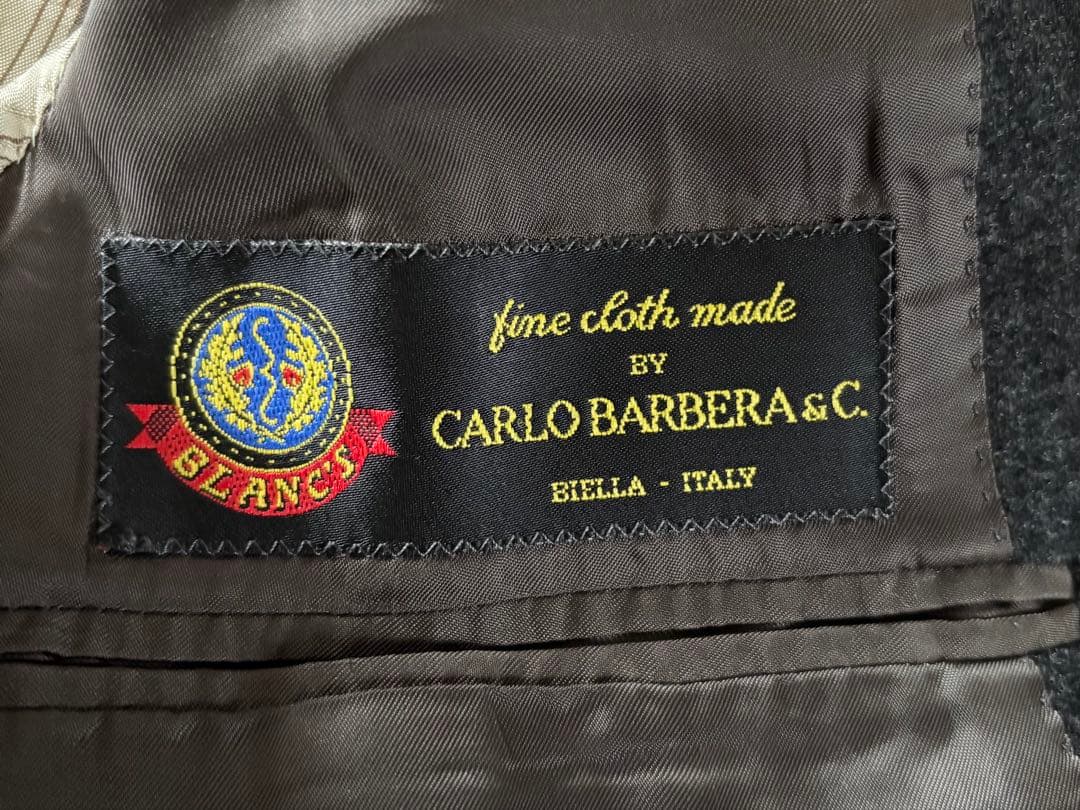 BLANC'S
fine cloth made
BY
CARLO BARBERA & C.
BIELLA - ITALY